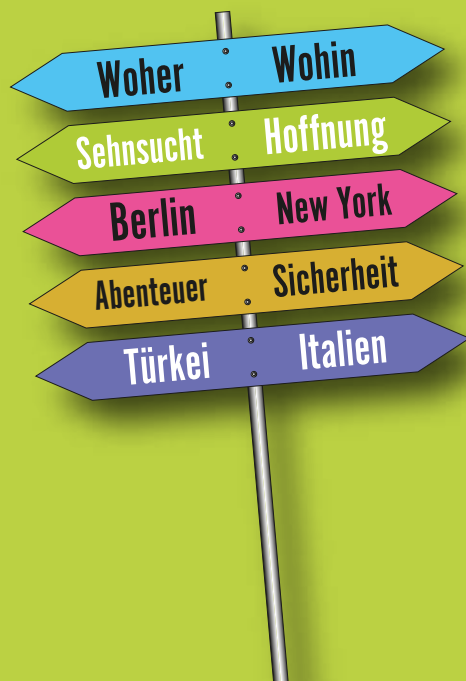 Woher Wohin
Sehnsucht Hoffnung
Berlin New York
Abenteuer Sicherheit
Türkei Italien